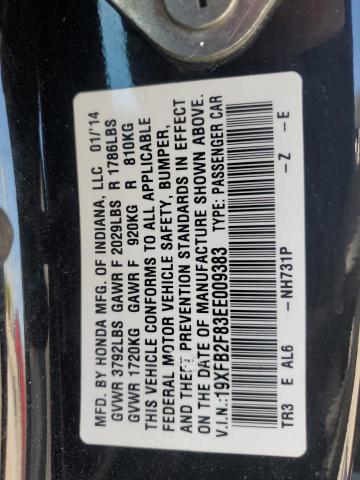 MFD. BY HONDA MFG. OF INDIANA, LLC 01/'14
GVWR 3792LBS GAWR F 2029LBS R 1786LBS
GVWR 1720KG GAWR F 920KG R 810KG
THIS VEHICLE CONFORMS TO ALL APPLICABLE
FEDERAL MOTOR VEHICLE SAFETY, BUMPER,
AND THEFT PREVENTION STANDARDS IN EFFECT
ON THE DATE OF MANUFACTURE SHOWN ABOVE.
V.I.N.:19XFB2F83EE009383 TYPE: PASSENGER CAR
TR3 E AL6 -NH731P -Z -E